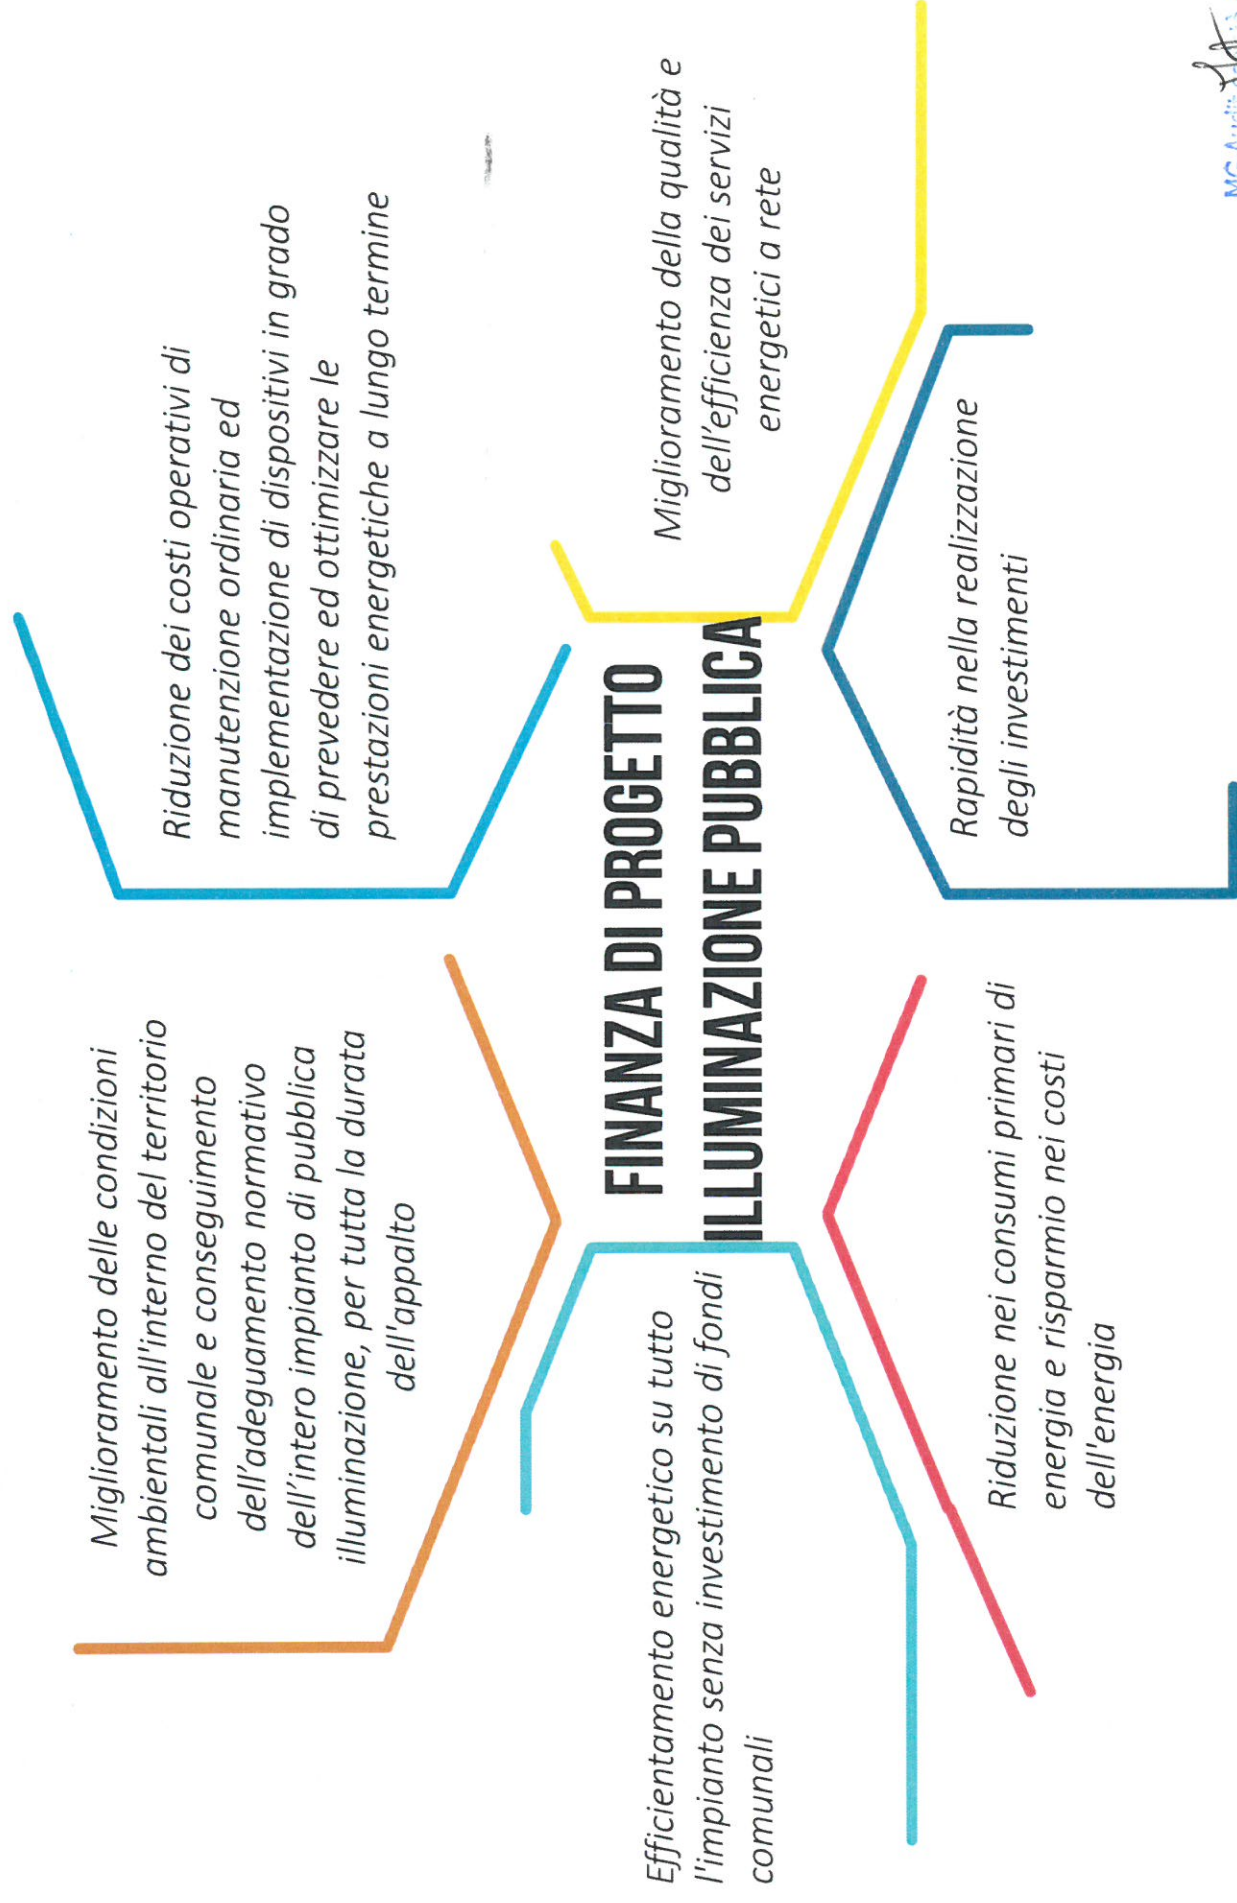 Miglioramento delle condizioni
ambientali all'interno del territorio
comunale e conseguimento
dell'adeguamento normativo
dell'intero impianto di pubblica
illuminazione, per tutta la durata
dell'appalto
Riduzione dei costi operativi di
manutenzione ordinaria ed
implementazione di dispositivi in grado
di prevedere ed ottimizzare le
prestazioni energetiche a lungo termine
Efficientamento energetico su tutto
l'impianto senza investimento di fondi
comunali
FINANZA DI PROGETTO
ILLUMINAZIONE PUBBLICA
Miglioramento della qualità e
dell'efficienza dei servizi
energetici a rete
Riduzione nei consumi primari di
energia e risparmio nei costi
dell'energia
Rapidità nella realizzazione
degli investimenti
MG